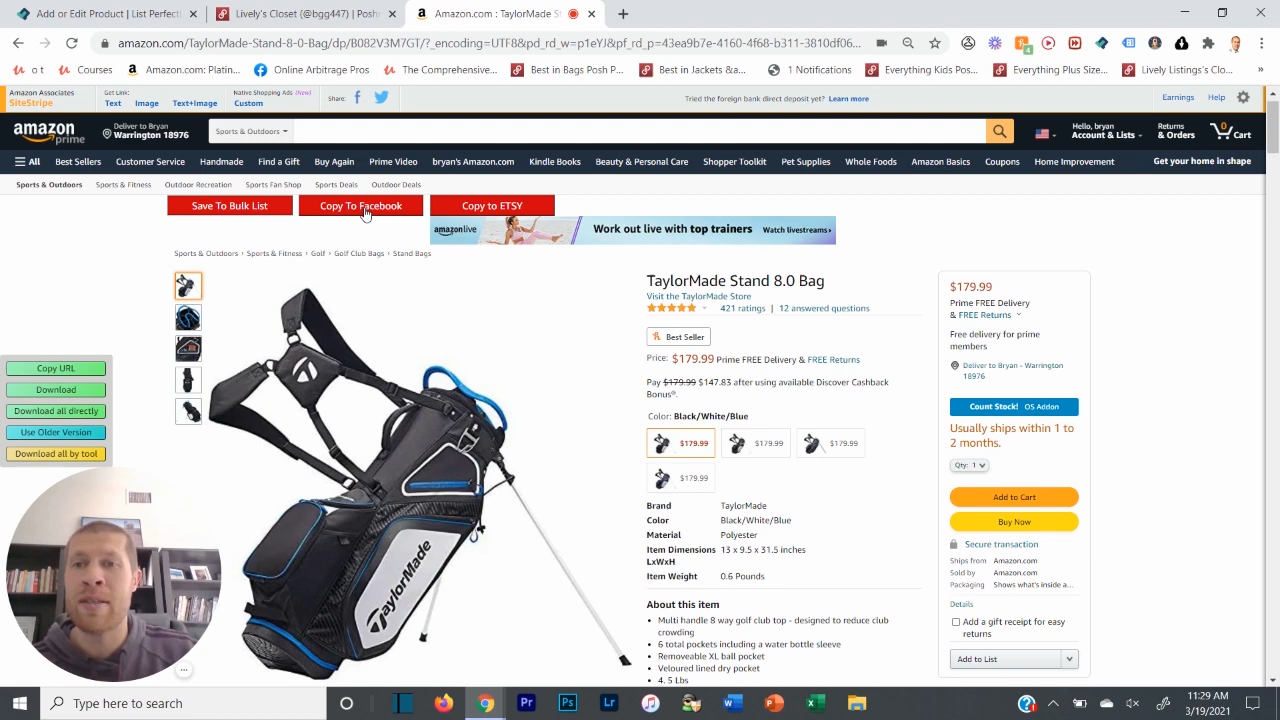 Add Product | List Perfect
Lively's Closet (@bgg447) | Posh
Amazon.com : TaylorMade St
amazon.com/TaylorMade-Stand-8-0-Bag/dp/B082V3M7GT/?_encoding=UTF8&pd_rd_w=p1eYJ&pf_rd_p=43ea9b7e-4160-4f68-b311-3810df06...
o t
Courses
Amazon.com: Platin...
Online Arbitrage Pros
The Comprehensive...
Best in Bags Posh P...
Best in Jackets &a...
1 Notifications
Everything Kids Pos...
Everything Plus Size...
Lively Listings's Clo...
Amazon Associates
SiteStripe
Get Link:
Text Image Text+Image
Native Shopping Ads (New)
Custom
Share:
Tried the foreign bank direct deposit yet? Learn more
Earnings Help
amazon
prime
Deliver to Bryan
Warrington 18976
Sports & Outdoors
Hello, bryan
Account & Lists
Returns
& Orders
0
Cart
All Best Sellers Customer Service Handmade Find a Gift Buy Again Prime Video bryan's Amazon.com Kindle Books Beauty & Personal Care Shopper Toolkit Pet Supplies Whole Foods Amazon Basics Coupons Home Improvement Get your home in shape
Sports & Outdoors Sports & Fitness Outdoor Recreation Sports Fan Shop Sports Deals Outdoor Deals
Save To Bulk List
Copy To Facebook
Copy to ETSY
amazonlive Work out live with top trainers Watch livestreams›
Sports & Outdoors › Sports & Fitness › Golf › Golf Club Bags › Stand Bags
Copy URL
Download
Download all directly
Use Older Version
Download all by tool
TaylorMade
TaylorMade Stand 8.0 Bag
Visit the TaylorMade Store
421 ratings | 12 answered questions
Best Seller
Price: $179.99 Prime FREE Delivery & FREE Returns
Pay $179.99 $147.83 after using available Discover Cashback
Bonus®.
Color: Black/White/Blue
$179.99 $179.99 $179.99
$179.99
Brand TaylorMade
Color Black/White/Blue
Material Polyester
Item Dimensions 13 x 9.5 x 31.5 inches
LxWxH
Item Weight 0.6 Pounds
About this item
• Multi handle 8 way golf club top - designed to reduce club
crowding
• 6 total pockets including a water bottle sleeve
• Removeable XL ball pocket
• Veloured lined dry pocket
• 4. 5 Lbs
$179.99
Prime FREE Delivery
& FREE Returns
Free delivery for prime
members
Deliver to Bryan - Warrington
18976
Count Stock! OS Addon
Usually ships within 1 to
2 months.
Qty: 1
Add to Cart
Buy Now
Secure transaction
Ships from Amazon.com
Sold by Amazon.com
Packaging Shows what's inside a...
Details
Add a gift receipt for easy
returns
Add to List
Type here to search
11:29 AM
3/19/2021